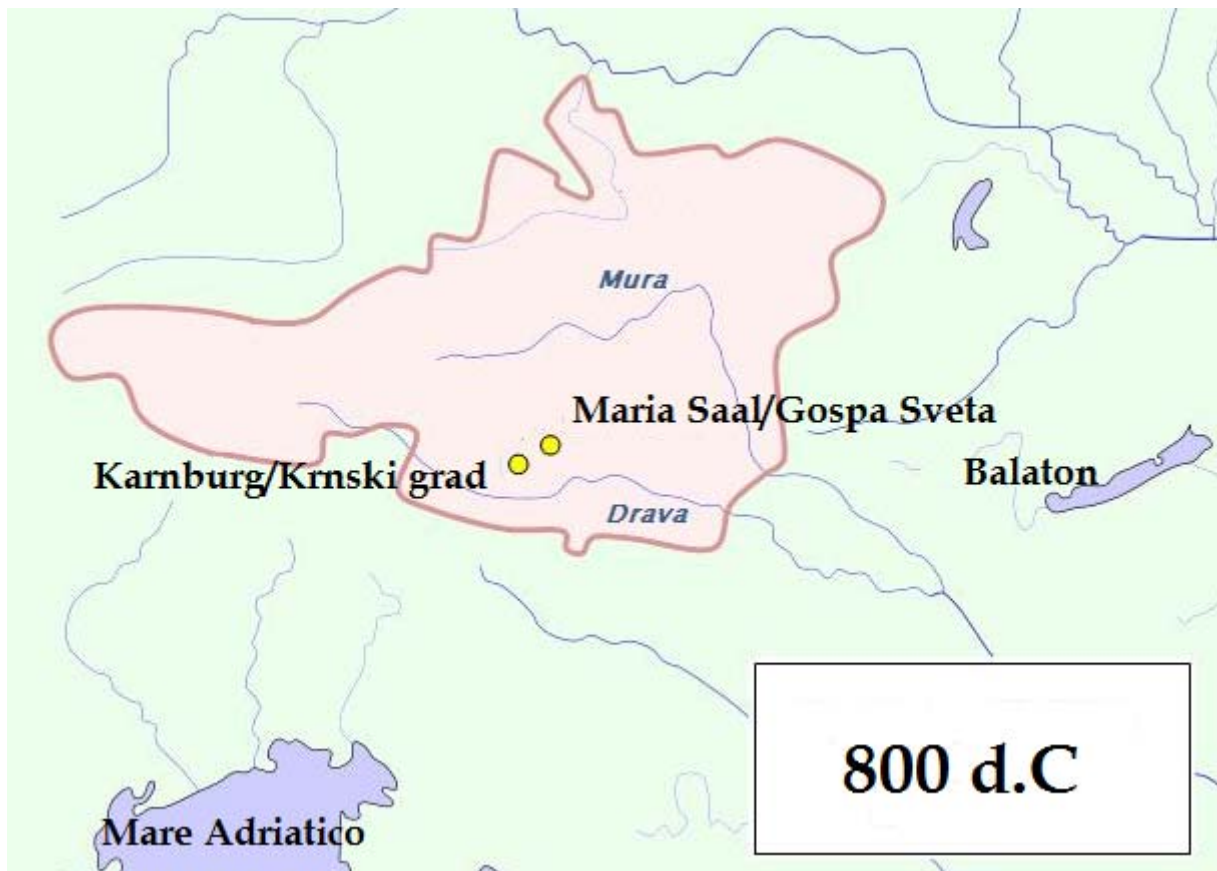 Mura
Maria Saal/Gospa Sveta
Karnburg/Krnski grad
Balaton
Drava
800 d.C
Mare Adriatico